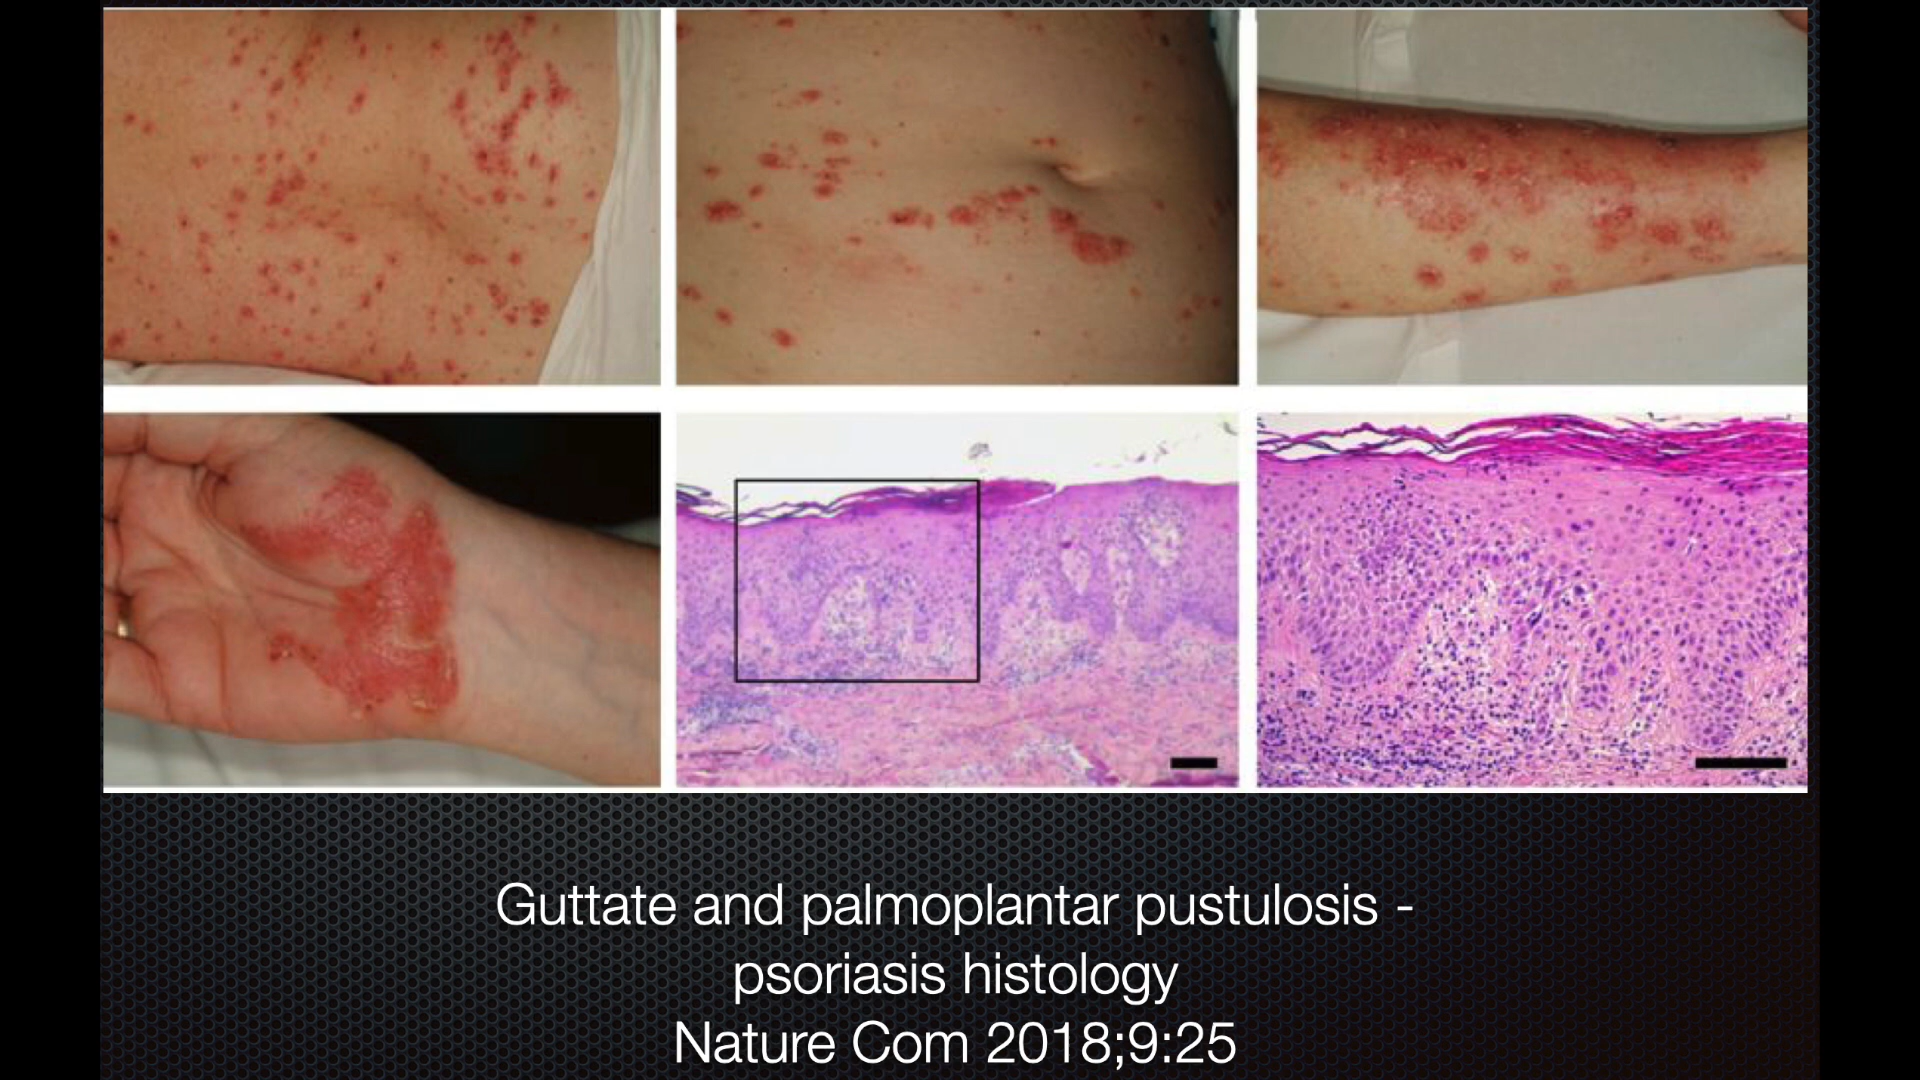 Guttate and palmoplantar pustulosis -
psoriasis histology
Nature Com 2018;9:25